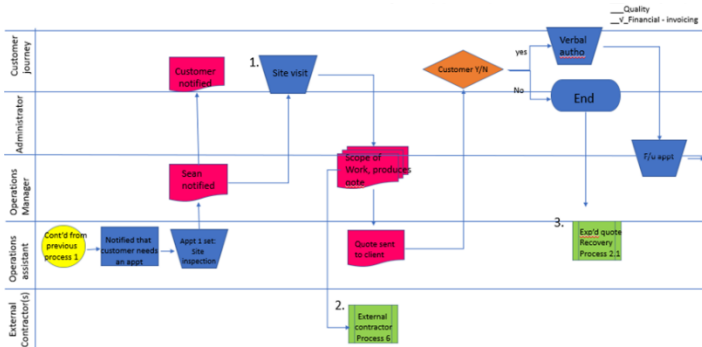 ___Quality
__√_Financial - invoicing
Customer
journey
Administrator
Operations
Manager
Operations
assistant
External
Contractor(s)
Cont'd from
previous
process 1
Notified that
customer needs
an appt
Appt 1 set:
Site
inspection
Sean
notified
Customer
notified
1.
Site visit
Scope of
Work, produces
note
Quote sent
to client
2.
External
contractor
Process 6
Customer Y/N
yes
No
Verbal
autho
End
3.
Exp'd quote
Recovery
Process 2.1
F/u appt